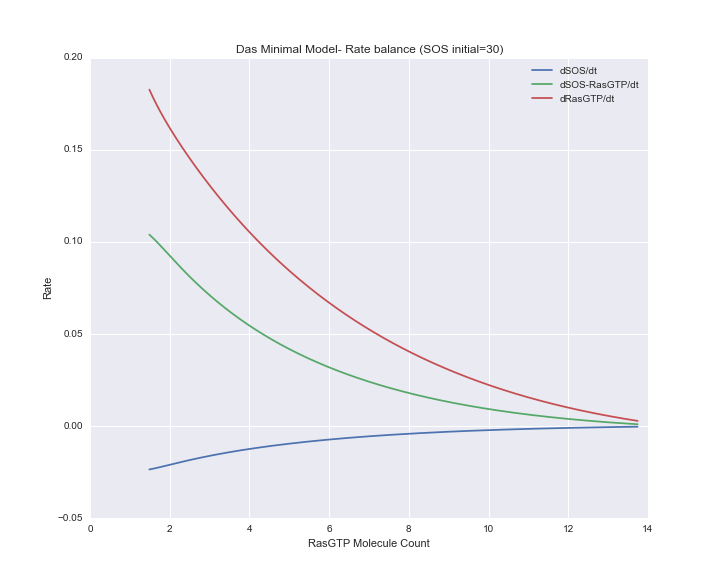 Das Minimal Model- Rate balance (SOS initial=30)
dSOS/dt
dSOS-RasGTP/dt
dRasGTP/dt
0.20
0.15
0.10
0.05
0.00
−0.05
Rate
0 2 4 6 8 10 12 14
RasGTP Molecule Count